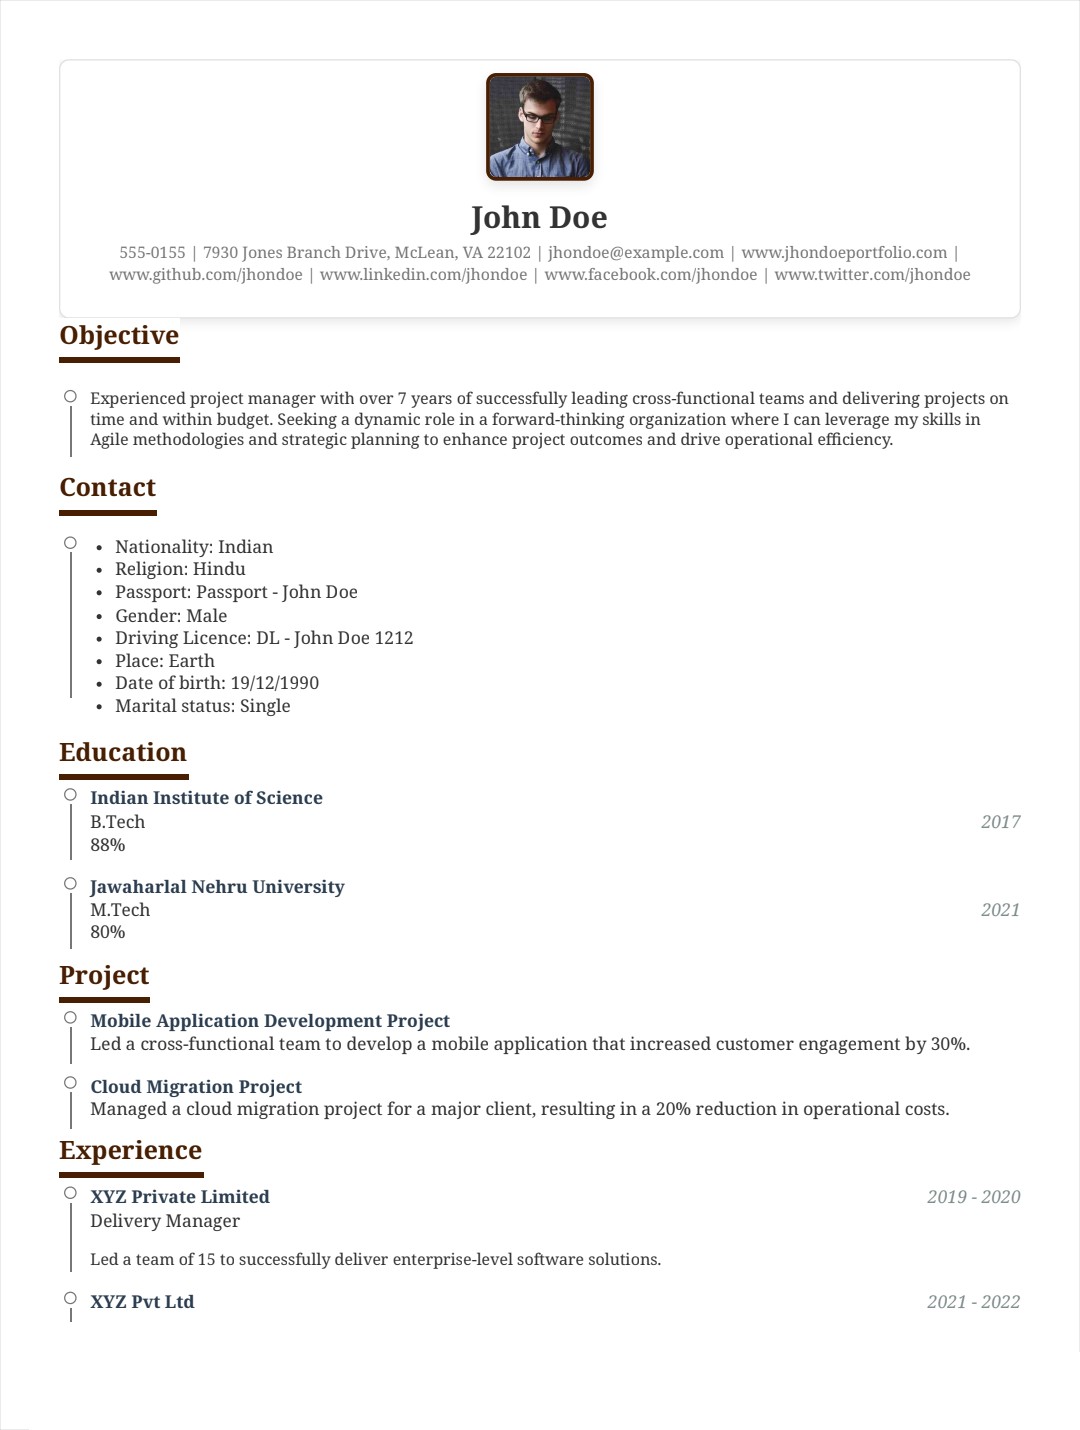 John Doe
555-0155 | 7930 Jones Branch Drive, McLean, VA 22102 | jhondoe@example.com | www.jhondoeportfolio.com |
www.github.com/jhondoe | www.linkedin.com/jhondoe | www.facebook.com/jhondoe | www.twitter.com/jhondoe
Objective
Experienced project manager with over 7 years of successfully leading cross-functional teams and delivering projects on
time and within budget. Seeking a dynamic role in a forward-thinking organization where I can leverage my skills in
Agile methodologies and strategic planning to enhance project outcomes and drive operational efficiency.
Contact
• Nationality: Indian
• Religion: Hindu
• Passport: Passport - John Doe
• Gender: Male
• Driving Licence: DL - John Doe 1212
• Place: Earth
• Date of birth: 19/12/1990
• Marital status: Single
Education
Indian Institute of Science
B.Tech 2017
88%
Jawaharlal Nehru University
M.Tech 2021
80%
Project
Mobile Application Development Project
Led a cross-functional team to develop a mobile application that increased customer engagement by 30%.
Cloud Migration Project
Managed a cloud migration project for a major client, resulting in a 20% reduction in operational costs.
Experience
XYZ Private Limited 2019 - 2020
Delivery Manager
Led a team of 15 to successfully deliver enterprise-level software solutions.
XYZ Pvt Ltd 2021 - 2022